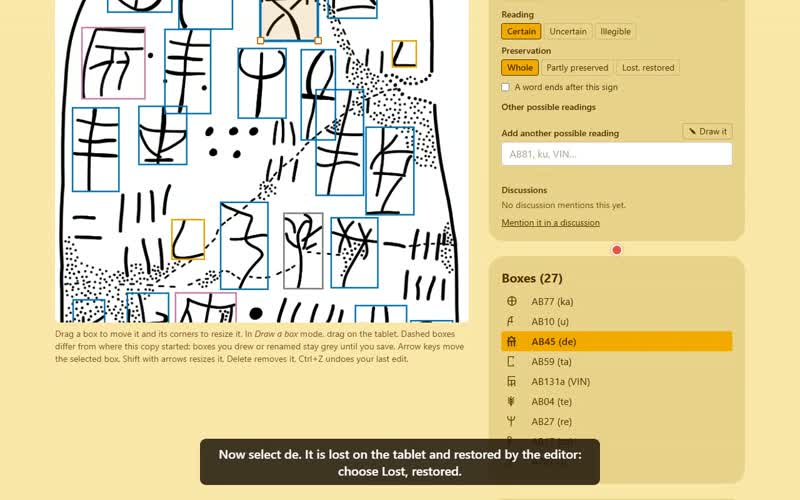 Reading
Certain Uncertain Illegible
Preservation
Whole Partly preserved Lost, restored
A word ends after this sign
Other possible readings
Add another possible reading
Draw it
AB81, ku, VIN...
Discussions
No discussion mentions this yet.
Mention it in a discussion
Boxes (27)
AB77 (ka)
AB10 (u)
AB45 (de)
AB59 (ta)
AB131a (VIN)
AB04 (te)
AB27 (re)
Drag a box to move it and its corners to resize it. In Draw a box mode, drag on the tablet. Dashed boxes
differ from where this copy started: boxes you drew or renamed stay grey until you save. Arrow keys move
the selected box. Shift with arrows resizes it. Delete removes it. Ctrl+Z undoes your last edit.
Now select de. It is lost on the tablet and restored by the editor:
choose Lost, restored.